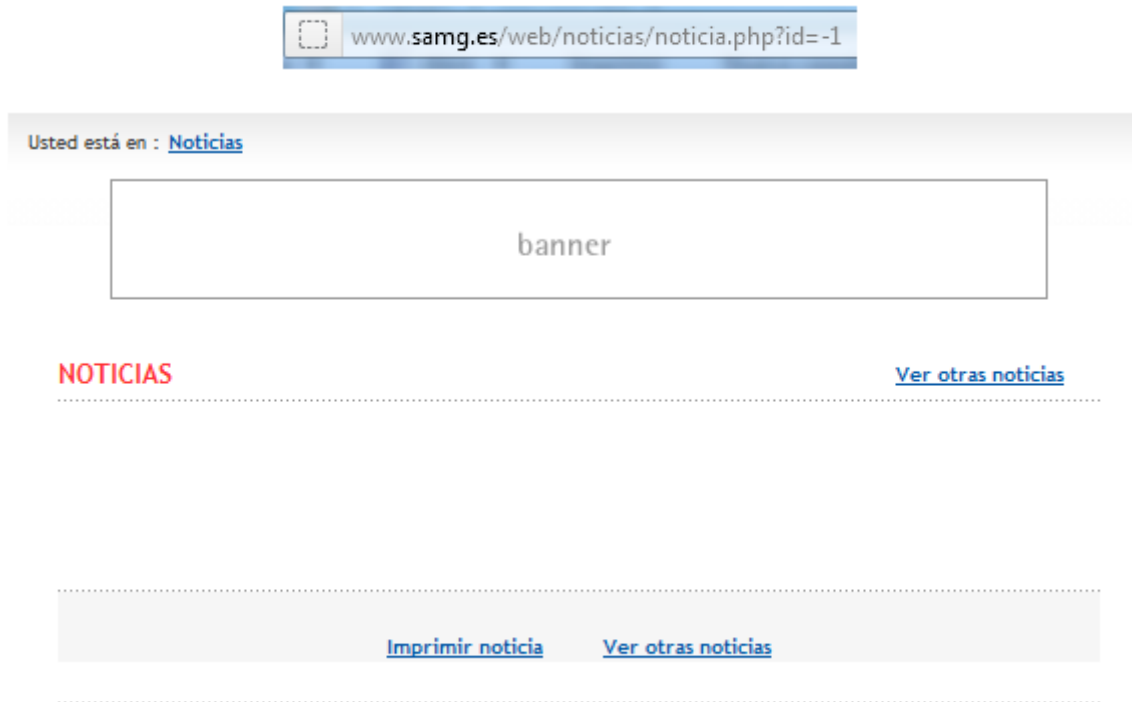 www.samg.es/web/noticias/noticia.php?id=-1
Usted está en : Noticias
banner
NOTICIAS Ver otras noticias
Imprimir noticia Ver otras noticias